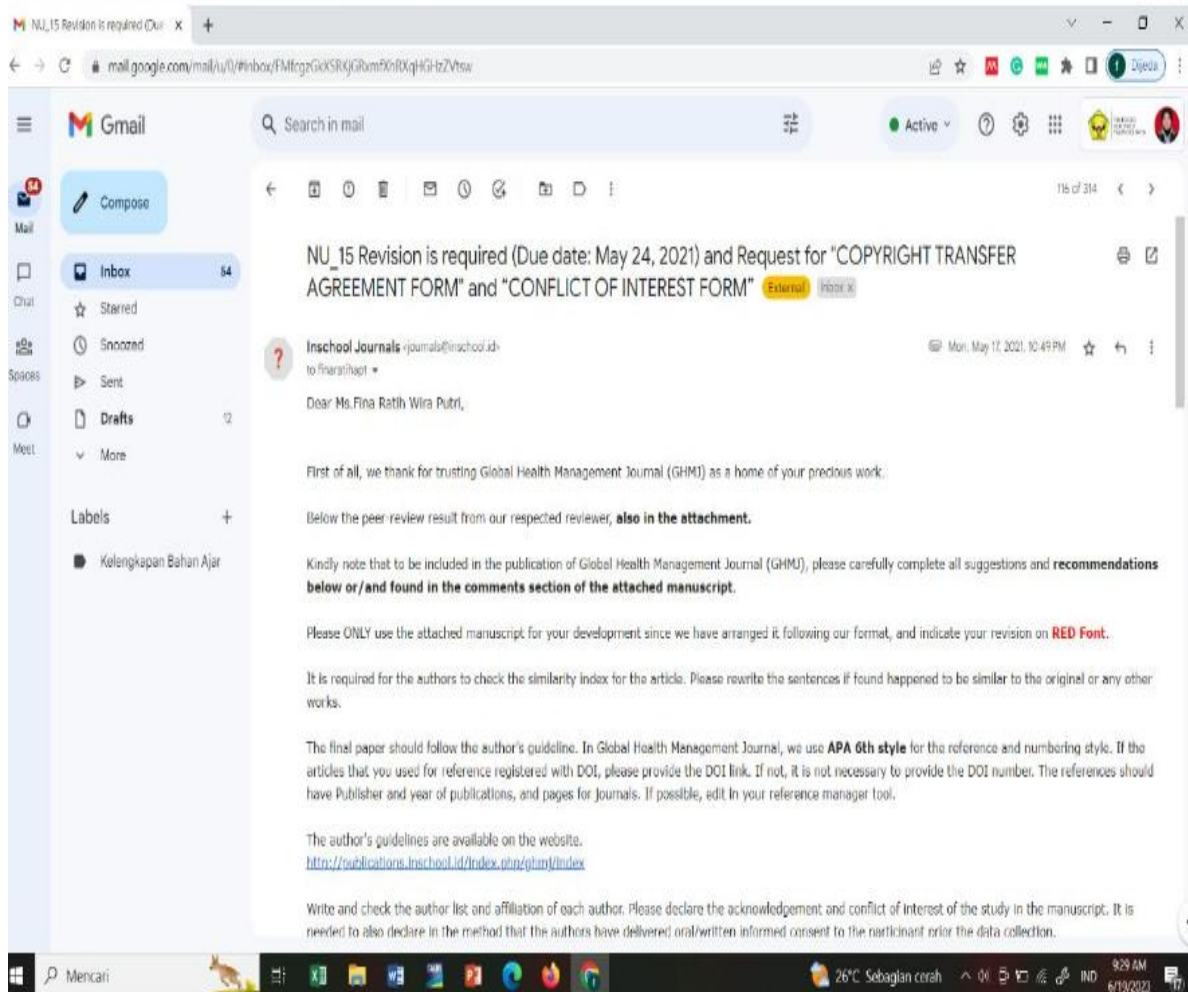 NU_15 Revision is required (Du
mail.google.com/mail/u/0/#inbox/
Dijeda
Gmail
Search in mail
Active
54
Mail
Compose
116 of 314
Chat
Spaces
Meet
Inbox 54
Starred
Snoozed
Sent
Drafts 12
More
Labels +
Kelengkapan Bahan Ajar
NU_15 Revision is required (Due date: May 24, 2021) and Request for "COPYRIGHT TRANSFER
AGREEMENT FORM" and “CONFLICT OF INTEREST FORM” External Inbox x
Inschool Journals <journals@inschool.id> Mon, May 17, 2021, 10:49 PM
to finaratihapt
Dear Ms.Fina Ratih Wira Putri,
First of all, we thank for trusting Global Health Management Journal (GHMJ) as a home of your precious work.
Below the peer-review result from our respected reviewer, also in the attachment.
Kindly note that to be included in the publication of Global Health Management Journal (GHMJ), please carefully complete all suggestions and recommendations
below or/and found in the comments section of the attached manuscript.
Please ONLY use the attached manuscript for your development since we have arranged it following our format, and indicate your revision on RED Font.
It is required for the authors to check the similarity index for the article. Please rewrite the sentences if found happened to be similar to the original or any other
works.
The final paper should follow the author's guideline. In Global Health Management Journal, we use APA 6th style for the reference and numbering style. If the
articles that you used for reference registered with DOI, please provide the DOI link. If not, it is not necessary to provide the DOI number. The references should
have Publisher and year of publications, and pages for Journals. If possible, edit in your reference manager tool.
The author's guidelines are available on the website.
http://publications.inschool.id/index.php/ghmj/index
Write and check the author list and affiliation of each author. Please declare the acknowledgement and conflict of interest of the study in the manuscript. It is
needed to also declare in the method that the authors have delivered oral/written informed consent to the participant prior the data collection.
Mencari
26°C Sebagian cerah
IND
9:29 AM
6/19/2023